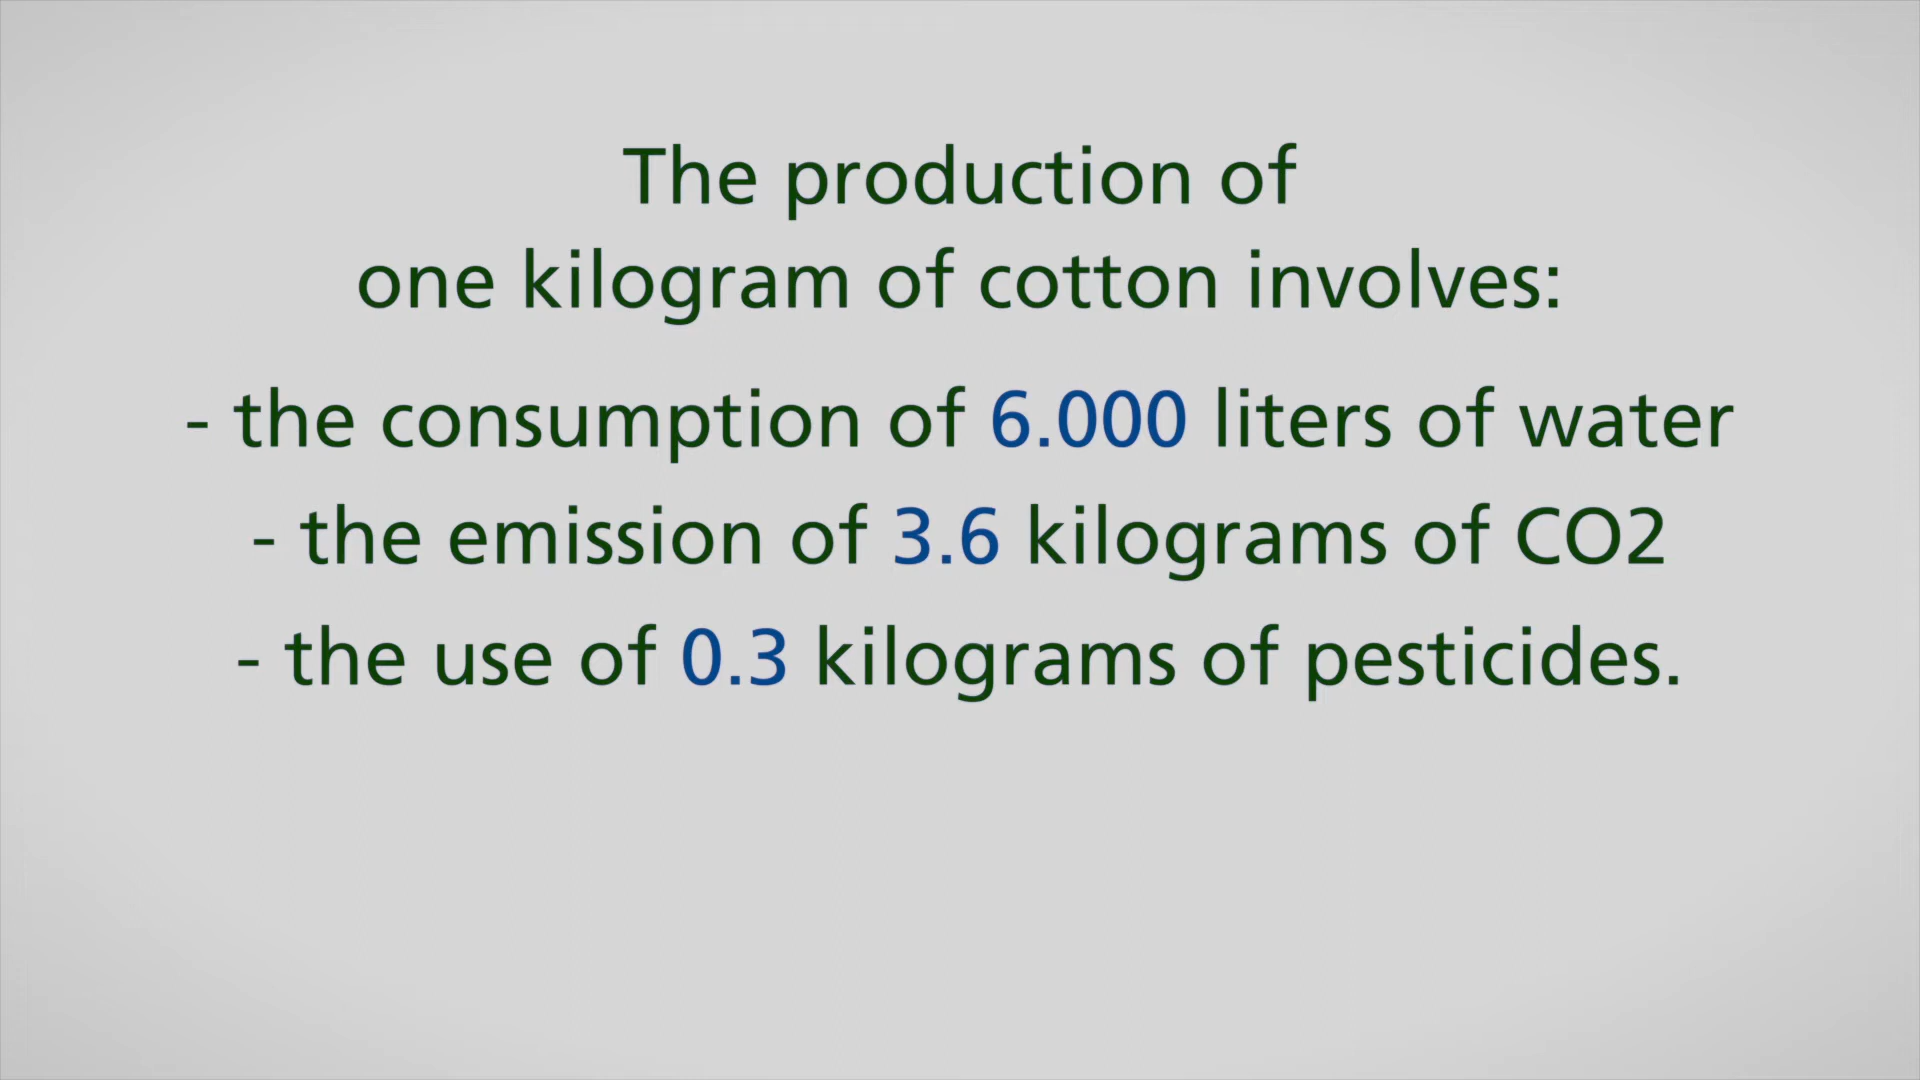 The production of
one kilogram of cotton involves:
- the consumption of 6.000 liters of water
- the emission of 3.6 kilograms of CO2
- the use of 0.3 kilograms of pesticides.